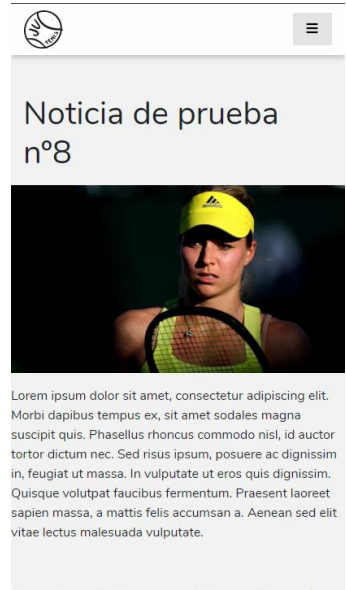 JU
TENIS
Noticia de prueba
nº8
adidas
Lorem ipsum dolor sit amet, consectetur adipiscing elit.
Morbi dapibus tempus ex, sit amet sodales magna
suscipit quis. Phasellus rhoncus commodo nisl, id auctor
tortor dictum nec. Sed risus ipsum, posuere ac dignissim
in, feugiat ut massa. In vulputate ut eros quis dignissim.
Quisque volutpat faucibus fermentum. Praesent laoreet
sapien massa, a mattis felis accumsan a. Aenean sed elit
vitae lectus malesuada vulputate.